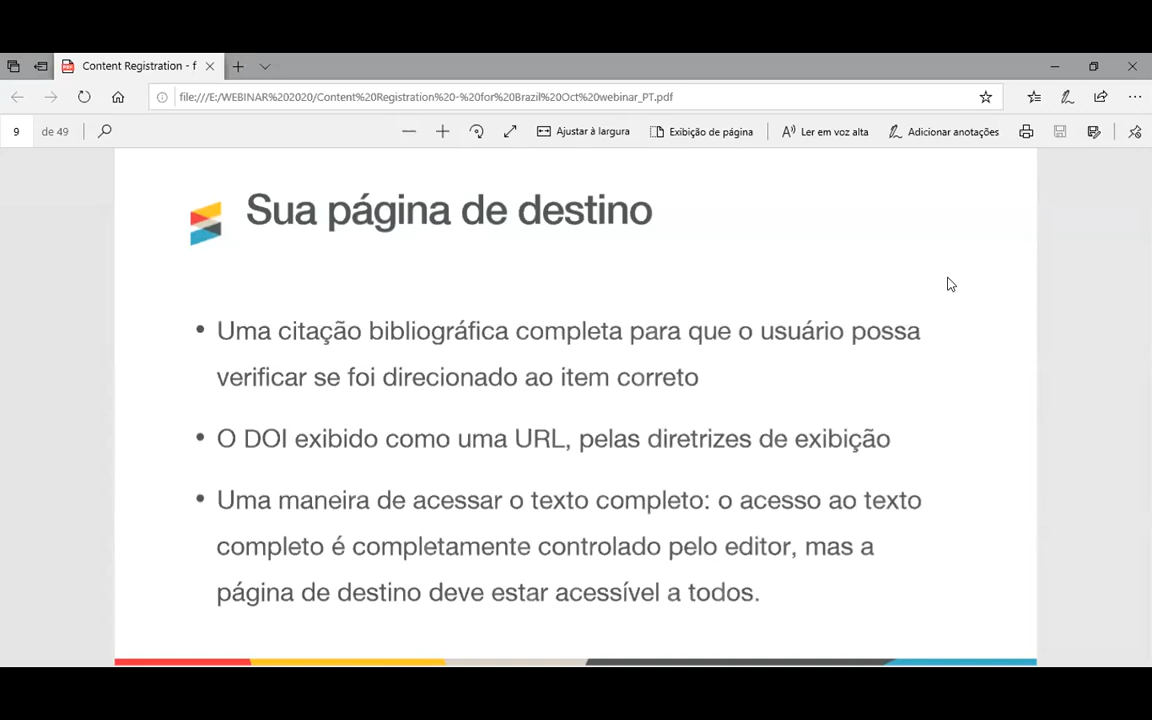 Content Registration - f
file:///E:/WEBINAR%202020/Content%20Registration%20-%20for%20Brazil%20Oct%20webinar_PT.pdf
9 de 49 Ajustar à largura Exibição de página Ler em voz alta Adicionar anotações
Sua página de destino
• Uma citação bibliográfica completa para que o usuário possa
verificar se foi direcionado ao item correto
• O DOI exibido como uma URL, pelas diretrizes de exibição
• Uma maneira de acessar o texto completo: o acesso ao texto
completo é completamente controlado pelo editor, mas a
página de destino deve estar acessível a todos.